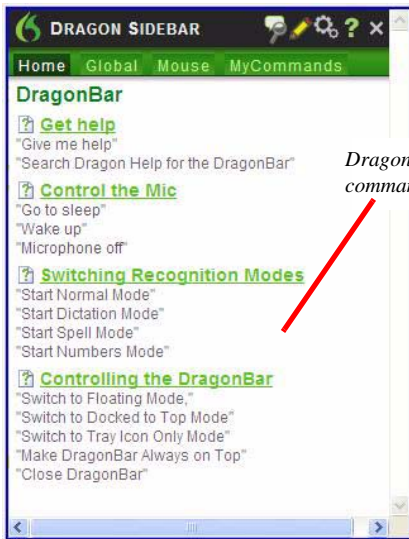 DRAGON SIDEBAR ? ×
Home Global Mouse MyCommands
DragonBar
? Get help
"Give me help"
"Search Dragon Help for the DragonBar"
? Control the Mic
"Go to sleep"
"Wake up"
"Microphone off"
? Switching Recognition Modes
"Start Normal Mode"
"Start Dictation Mode"
"Start Spell Mode"
"Start Numbers Mode"
? Controlling the DragonBar
"Switch to Floating Mode,"
"Switch to Docked to Top Mode"
"Switch to Tray Icon Only Mode"
"Make DragonBar Always on Top"
"Close DragonBar"
Dragon
comman